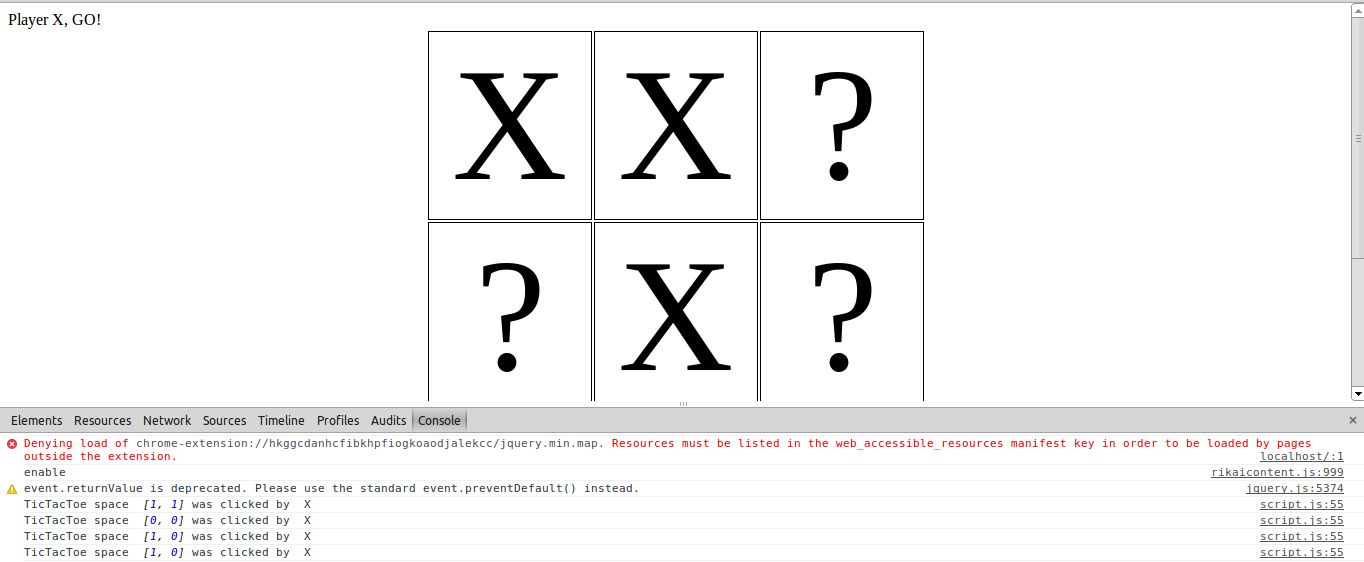 Player X, GO!
X X ?
? X ?
Elements Resources Network Sources Timeline Profiles Audits Console ×
Denying load of chrome-extension://hkggcdanhcfibkhpfiogkoaodjalekcc/jquery.min.map. Resources must be listed in the web_accessible_resources manifest key in order to be loaded by pages
outside the extension. localhost/:1
enable rikaicontent.js:999
event.returnValue is deprecated. Please use the standard event.preventDefault() instead. jquery.js:5374
TicTacToe space [1, 1] was clicked by X script.js:55
TicTacToe space [0, 0] was clicked by X script.js:55
TicTacToe space [1, 0] was clicked by X script.js:55
TicTacToe space [1, 0] was clicked by X script.js:55